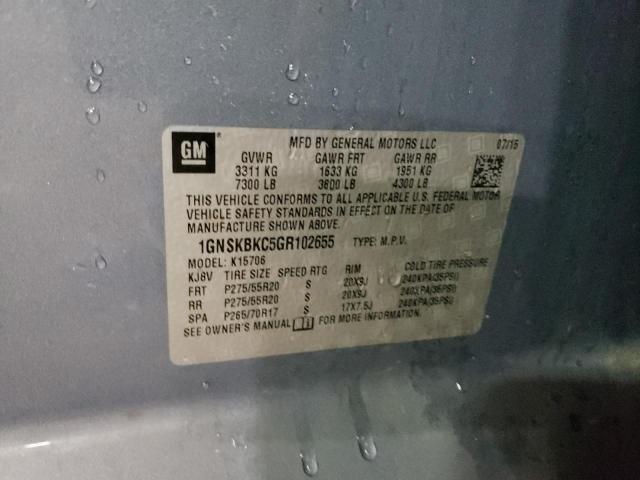 GM ® MFD BY GENERAL MOTORS LLC 07/15
GVWR GAWR FRT GAWR RR
3311 KG 1633 KG 1951 KG
7300 LB 3600 LB 4300 LB
THIS VEHICLE CONFORMS TO ALL APPLICABLE U.S. FEDERAL MOTOR
VEHICLE SAFETY STANDARDS IN EFFECT ON THE DATE OF
MANUFACTURE SHOWN ABOVE.
1GNSKBKC5GR102655 TYPE: M.P.V.
MODEL: K15706
KJ8V TIRE SIZE SPEED RTG RIM COLD TIRE PRESSURE
FRT P275/55R20 S 20X9J 240KPA(35PSI)
RR P275/55R20 S 20X9J 240KPA(35PSI)
SPA P265/70R17 S 17X7.5J 240KPA(35PSI)
SEE OWNER'S MANUAL FOR MORE INFORMATION.